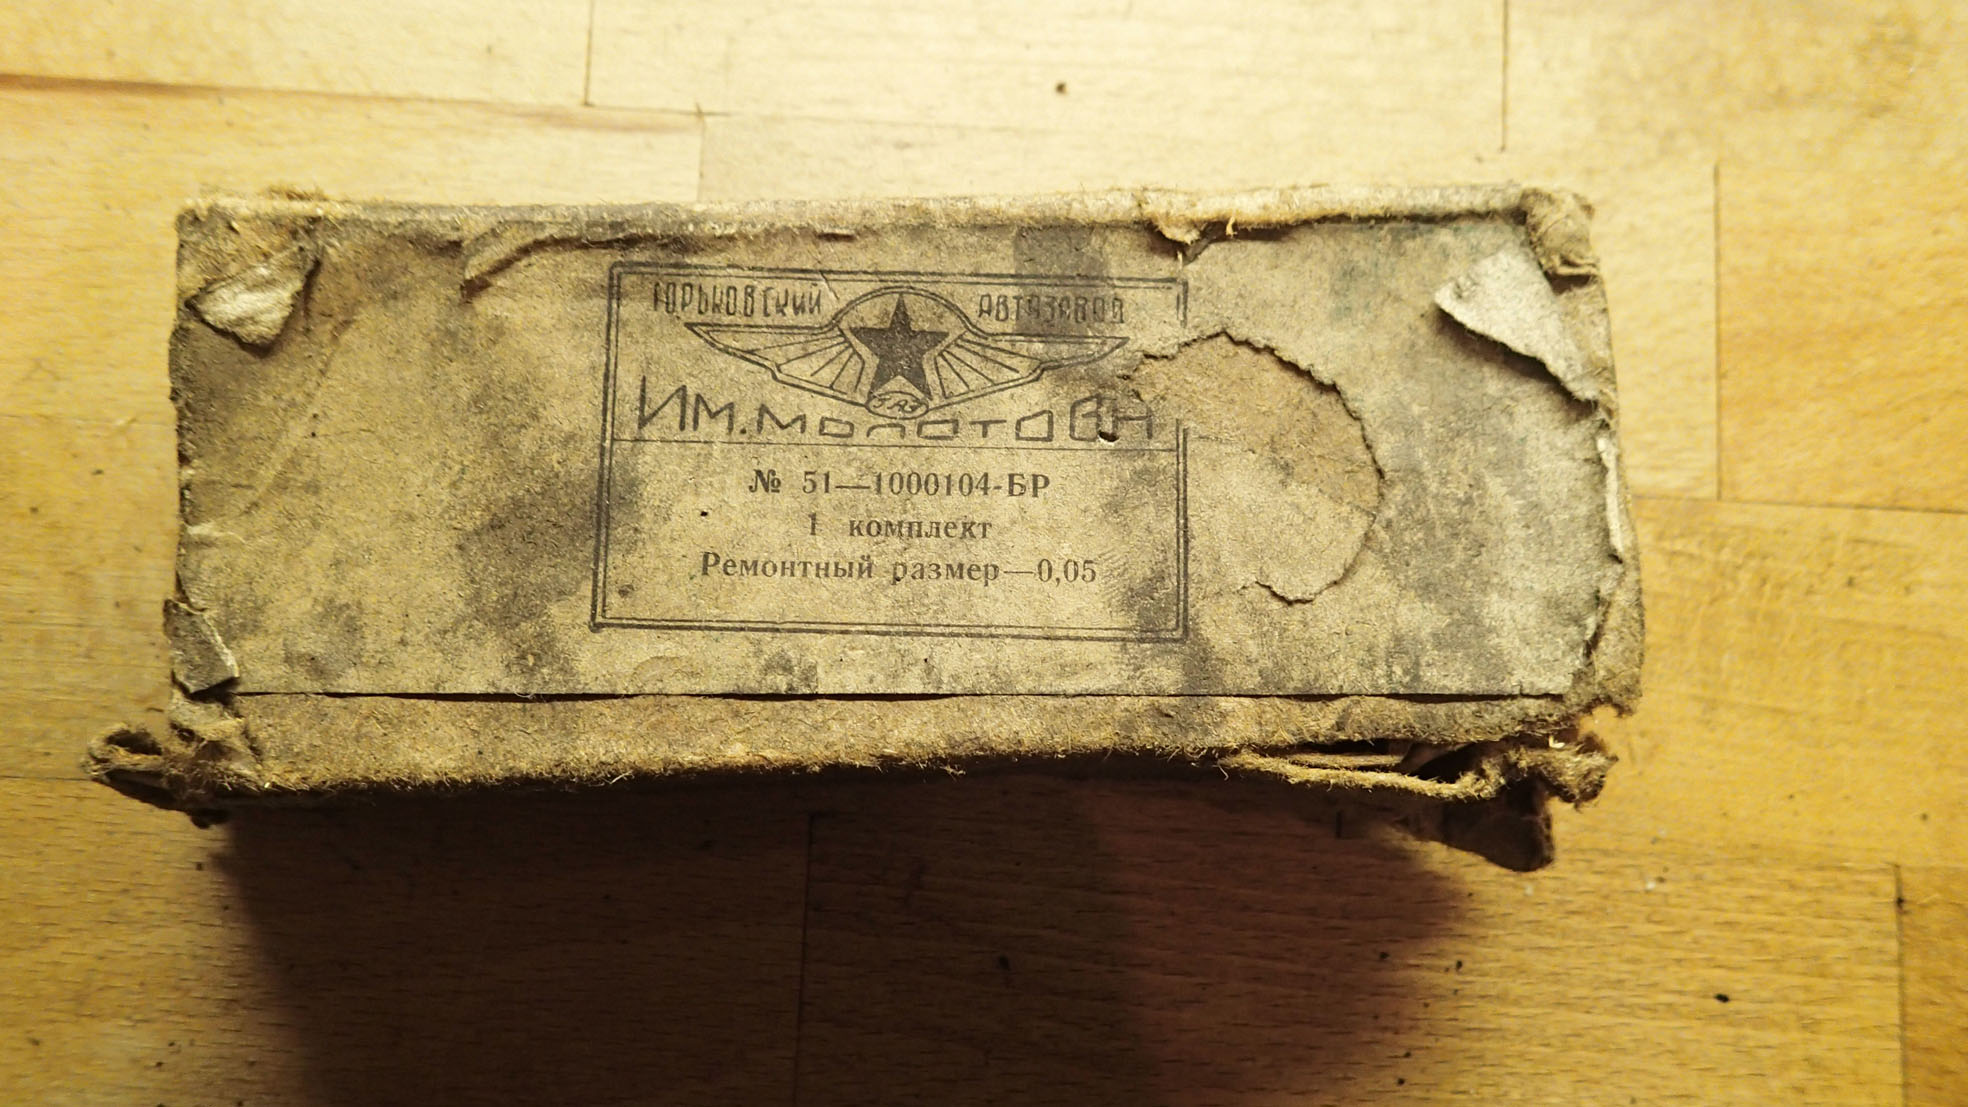 ГОРЬКОВСКИЙ АВТОЗАВОД
ГАЗ
ИМ. МОЛОТОВА
№ 51—1000104-БР
1 комплект
Ремонтный размер—0,05